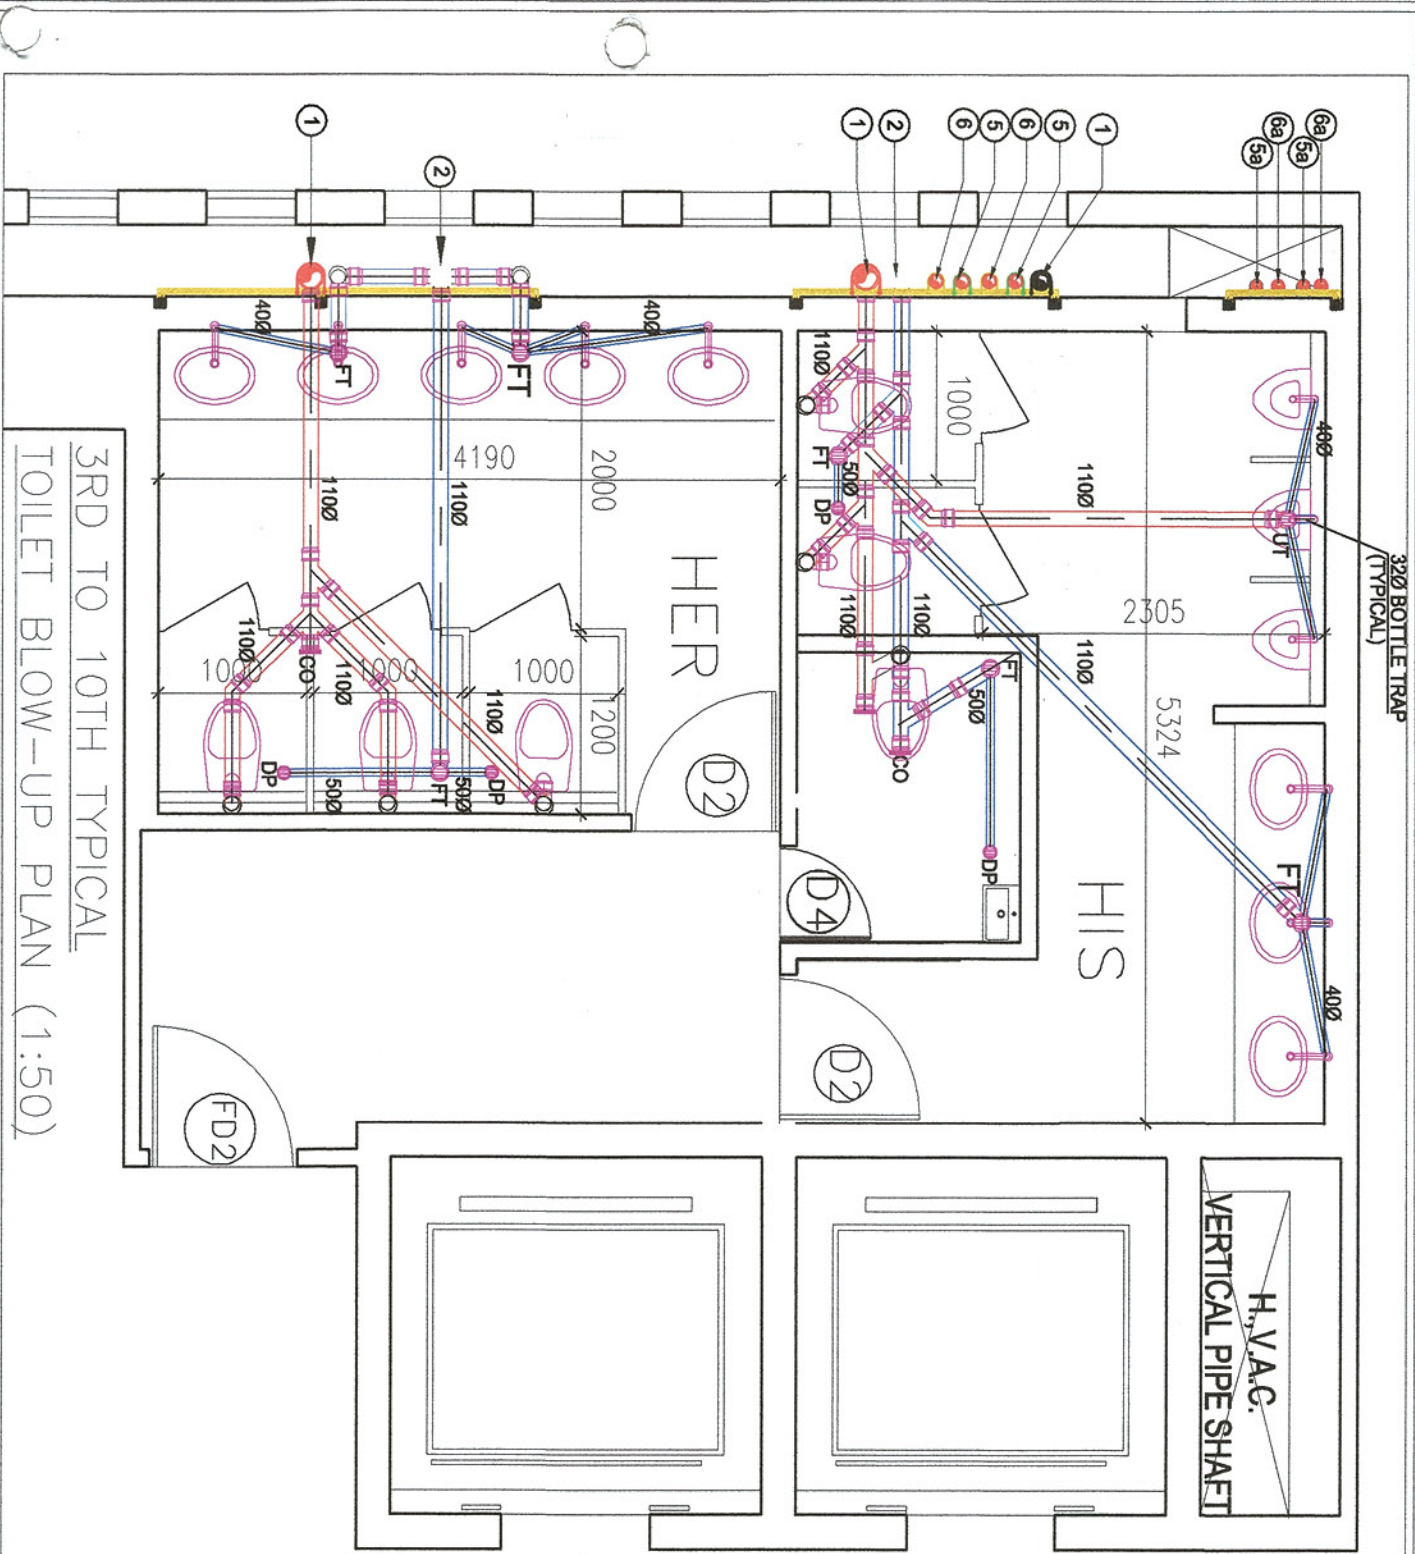 1
2
1
2
6
5
6
5
1
5a
6a
5a
6a
40Ø
FT
FT
40Ø
110Ø
FT
50Ø
DP
1000
110Ø
40Ø
UT
32Ø BOTTLE TRAP
(TYPICAL)
4190
2000
110Ø
110Ø
HER
110Ø
110Ø
2305
110Ø
5324
110Ø
CO
1000
110Ø
1000
110Ø
1000
1200
DP
50Ø
FT
50Ø
DP
D2
FT
50Ø
CO
DP
D4
HIS
FT
40Ø
D2
FD2
H.,V.A.C.
VERTICAL PIPE SHAFT
3RD TO 10TH TYPICAL
TOILET BLOW-UP PLAN (1:50)